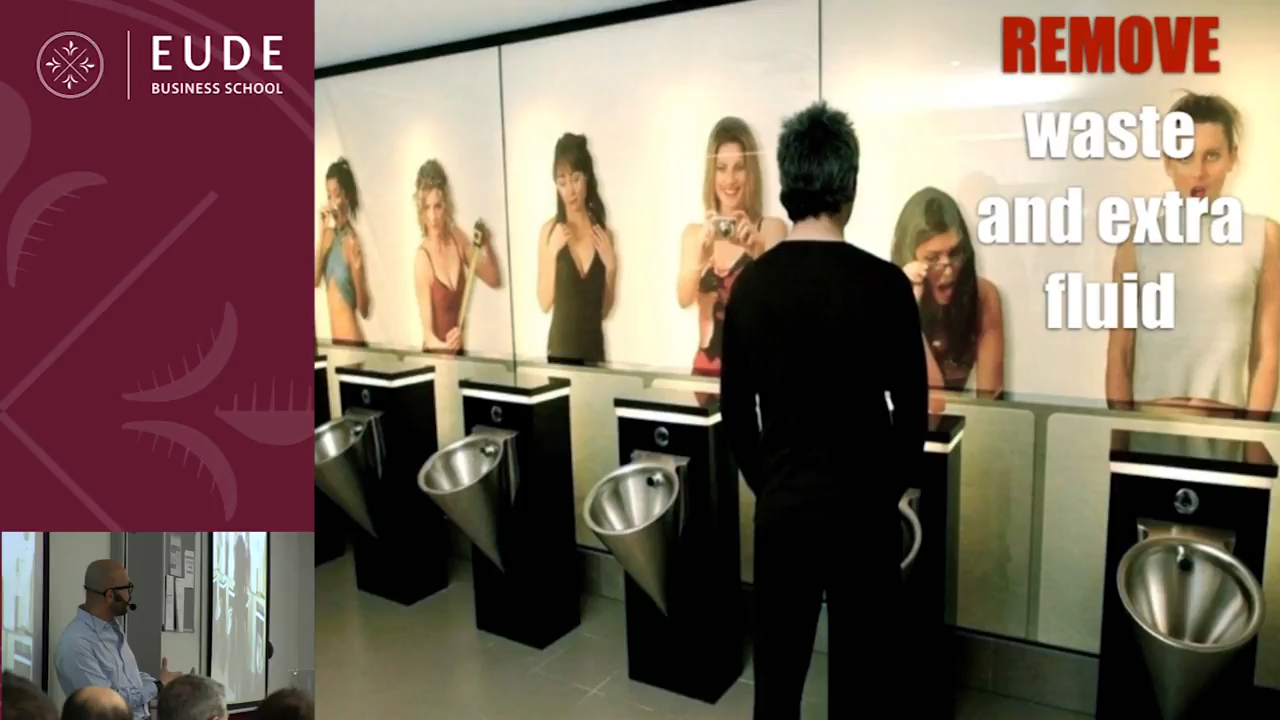 EUDE
BUSINESS SCHOOL
REMOVE
waste
and extra
fluid